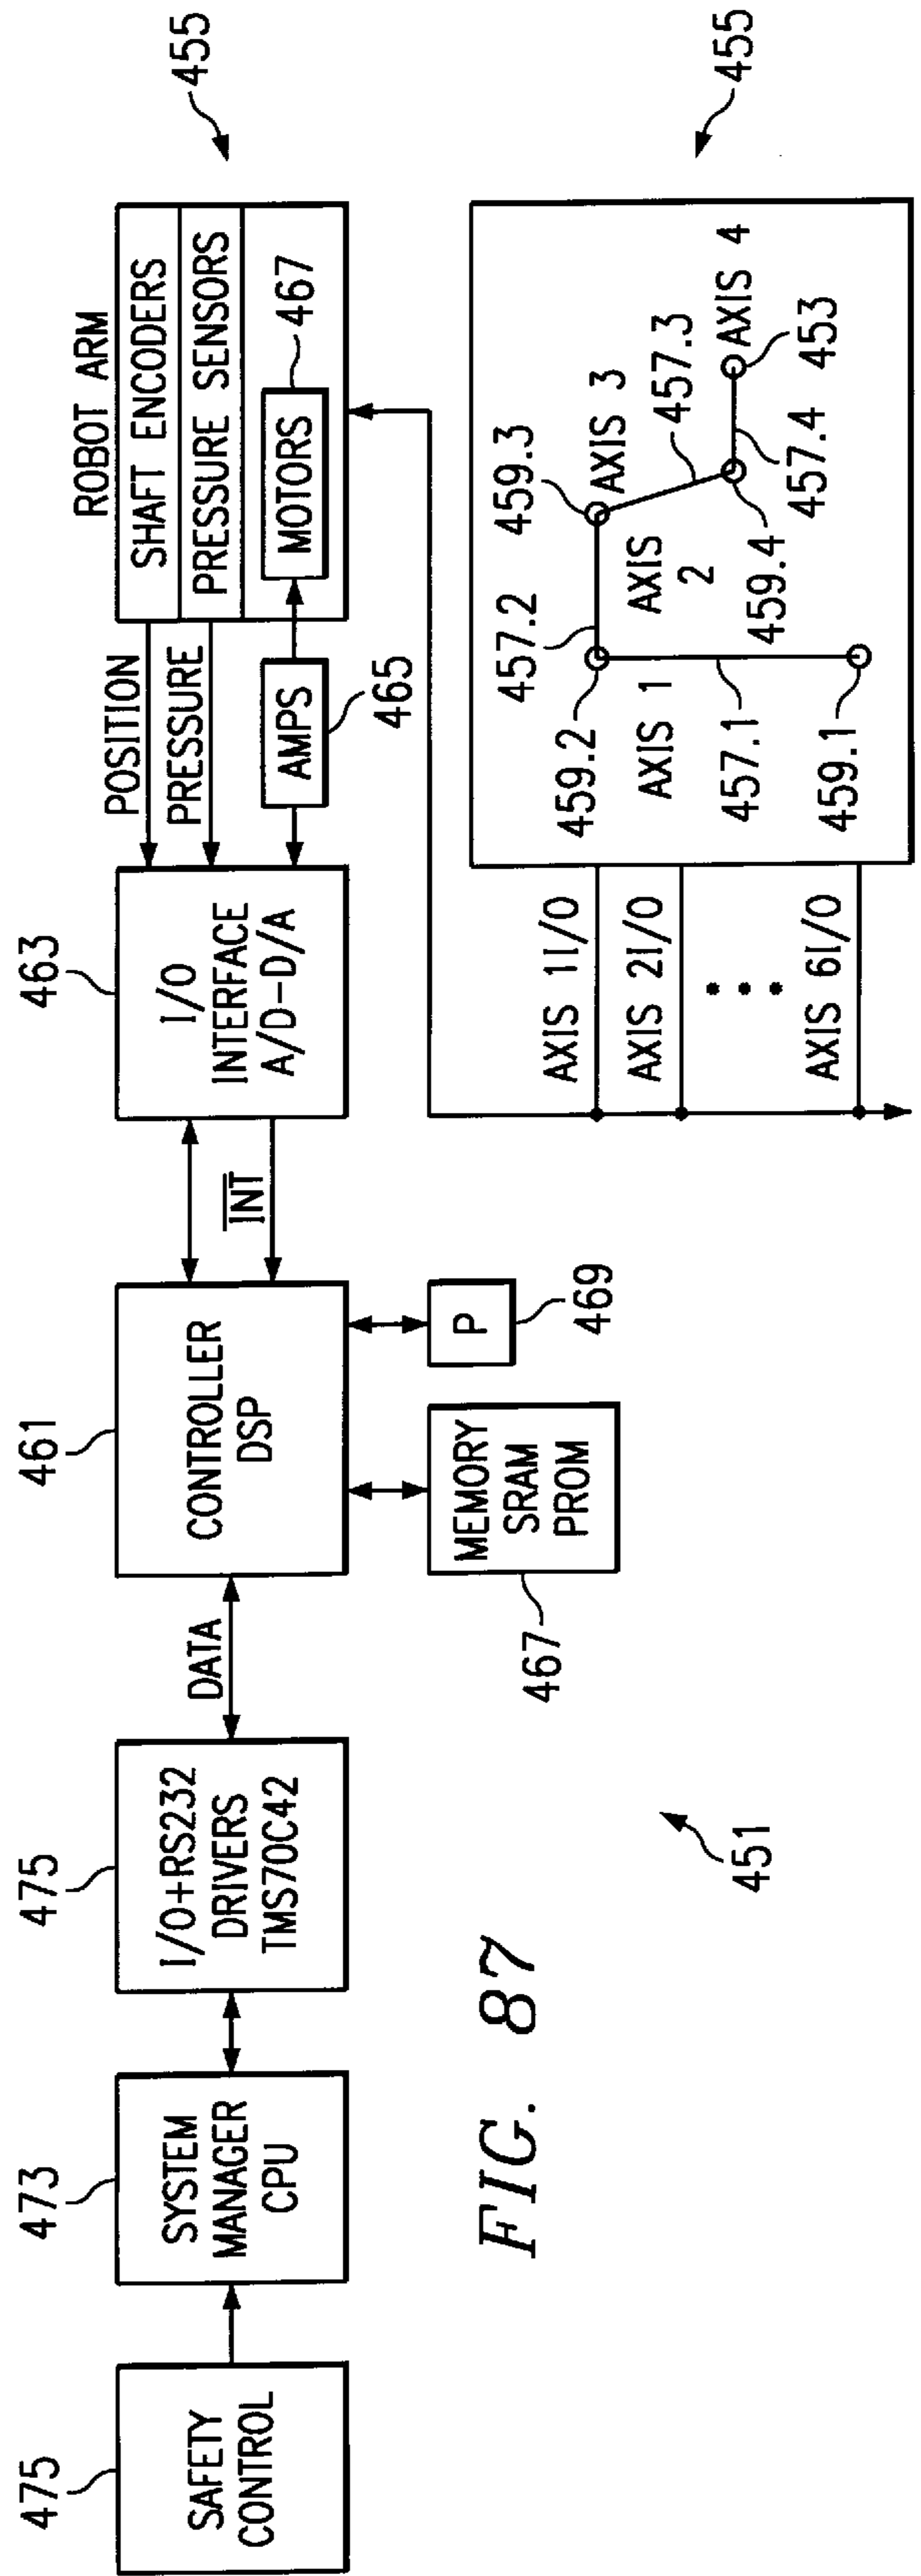 475
SAFETY
CONTROL
473
SYSTEM
MANAGER
CPU
475
I/O+RS232
DRIVERS
TMS70C42
DATA
461
CONTROLLER
DSP
MEMORY
SRAM
PROM
467
P
469
INT
463
I/O
INTERFACE
A/D-D/A
POSITION
PRESSURE
AMPS
465
ROBOT ARM
SHAFT ENCODERS
PRESSURE SENSORS
MOTORS
467
455
AXIS 1I/O
AXIS 2I/O
AXIS 6I/O
459.2
457.2
459.3
AXIS 3
457.3
AXIS 1
AXIS
2
AXIS 4
457.1
459.4
457.4
453
459.1
455
451
FIG. 87